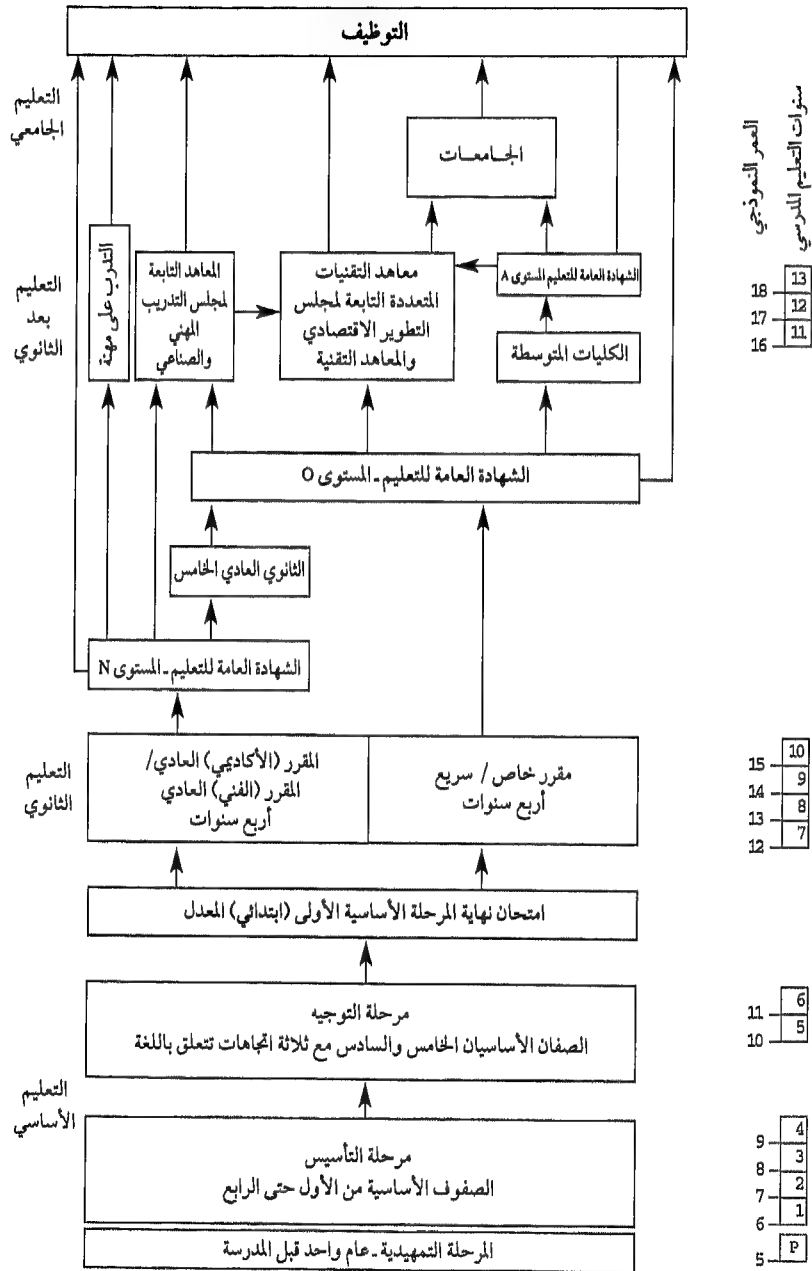 التوظيف
التعليم
الجامعي
سنوات التعليم المدرسي
العمر النموذجي
الجـامعـات
التعليم
بعد
الثانوي
التدرب على مهنة
المعاهد التابعة
لمجلس التدريب
المهني
والصناعي
معاهد التقنيات
المتعددة التابعة لمجلس
التطوير الاقتصادي
والمعاهد التقنية
الشهادة العامة للتعليم المستوى A
الكليات المتوسطة
13
18
12
17
11
16
الشهادة العامة للتعليم ـ المستوى O
الثانوي العادي الخامس
الشهادة العامة للتعليم ـ المستوى N
التعليم
الثانوي
المقرر (الأكاديمي) العادي/
المقرر (الفني) العادي
أربع سنوات
مقرر خاص / سريع
أربع سنوات
10
15
9
14
8
13
7
12
امتحان نهاية المرحلة الأساسية الأولى (ابتدائي) المعدل
مرحلة التوجيه
الصفان الأساسيان الخامس والسادس مع ثلاثة اتجاهات تتعلق باللغة
6
11
5
10
التعليم
الأساسي
مرحلة التأسيس
الصفوف الأساسية من الأول حتى الرابع
4
9
3
8
2
7
1
6
المرحلة التمهيدية ـ عام واحد قبل المدرسة
P
5